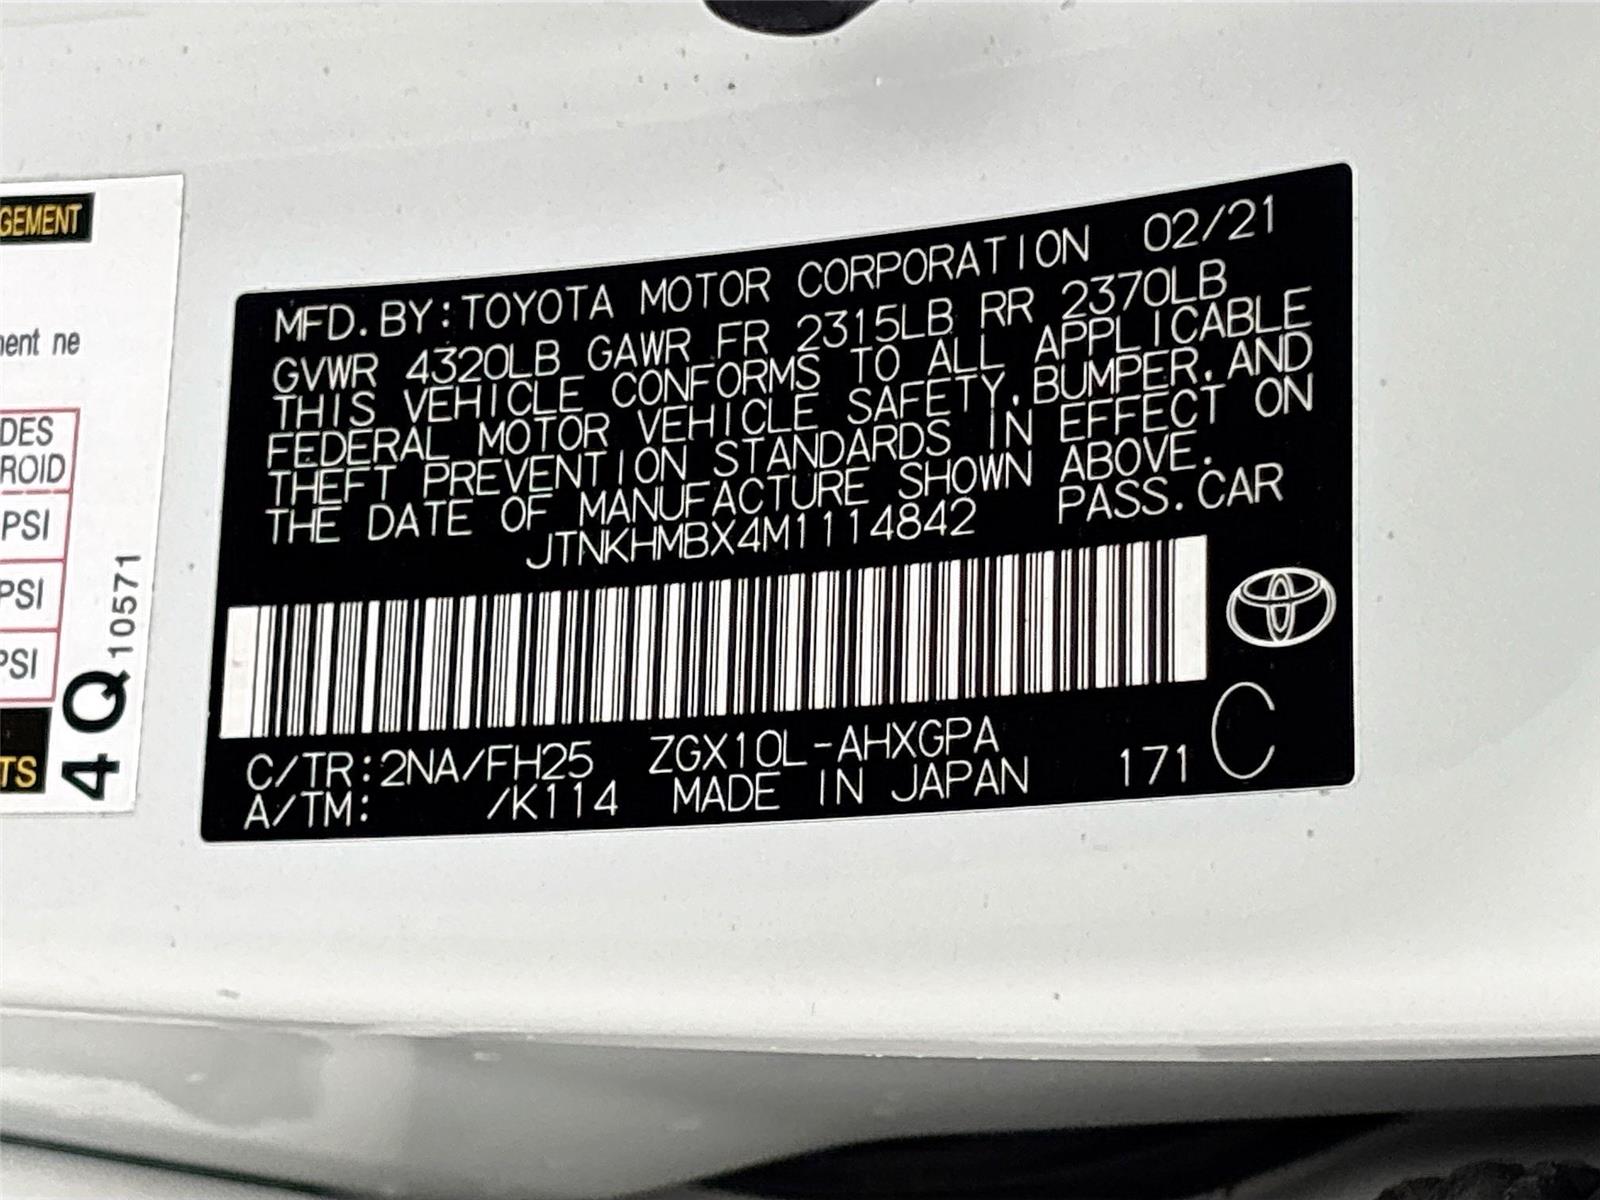 GEMENT
ment ne
DES
ROID
PSI
PSI
PSI
TS
4Q 10571
MFD. BY: TOYOTA MOTOR CORPORATION 02/21
GVWR 4320LB GAWR FR 2315LB RR 2370LB
THIS VEHICLE CONFORMS TO ALL APPLICABLE
FEDERAL MOTOR VEHICLE SAFETY, BUMPER, AND
THEFT PREVENTION STANDARDS IN EFFECT ON
THE DATE OF MANUFACTURE SHOWN ABOVE.
JTNKHMBX4M1114842 PASS. CAR
C/TR: 2NA/FH25 ZGX10L-AHXGPA
A/TM: /K114 MADE IN JAPAN 171 C